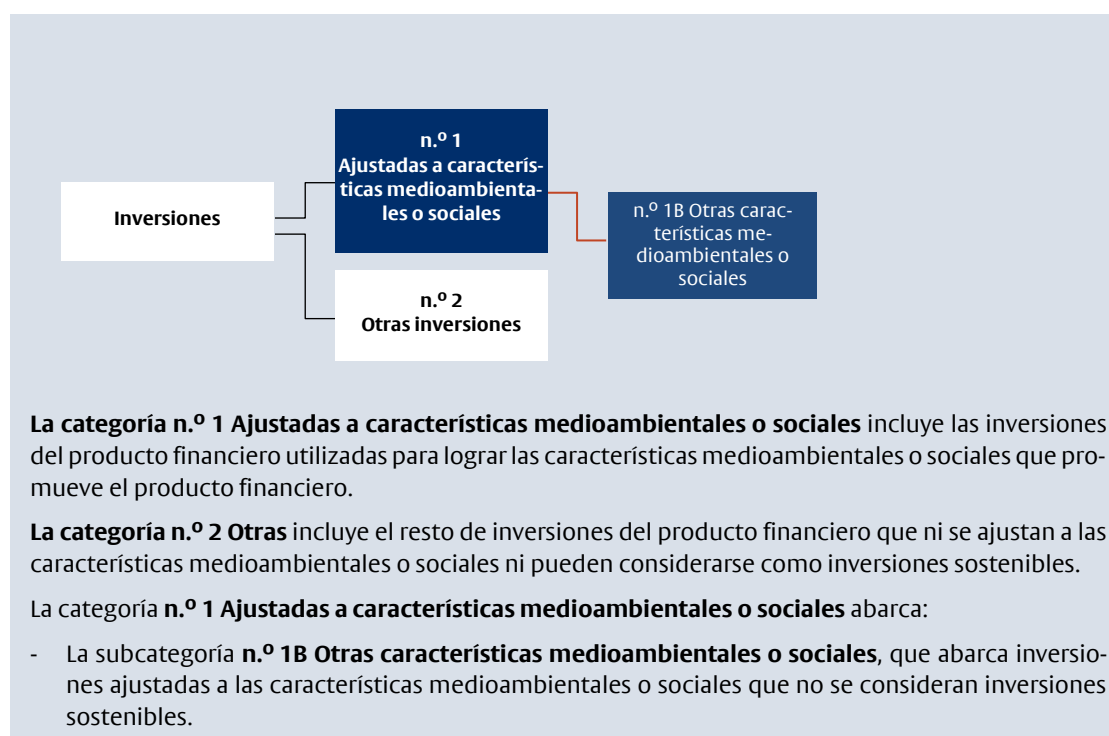 n.º 1
Ajustadas a caracterís-
ticas medioambienta-
les o sociales
Inversiones
n.º 1B Otras carac-
terísticas me-
dioambientales o
sociales
n.º 2
Otras inversiones
La categoría n.º 1 Ajustadas a características medioambientales o sociales incluye las inversiones
del producto financiero utilizadas para lograr las características medioambientales o sociales que pro-
mueve el producto financiero.
La categoría n.º 2 Otras incluye el resto de inversiones del producto financiero que ni se ajustan a las
características medioambientales o sociales ni pueden considerarse como inversiones sostenibles.
La categoría n.º 1 Ajustadas a características medioambientales o sociales abarca:
- La subcategoría n.º 1B Otras características medioambientales o sociales, que abarca inversio-
nes ajustadas a las características medioambientales o sociales que no se consideran inversiones
sostenibles.